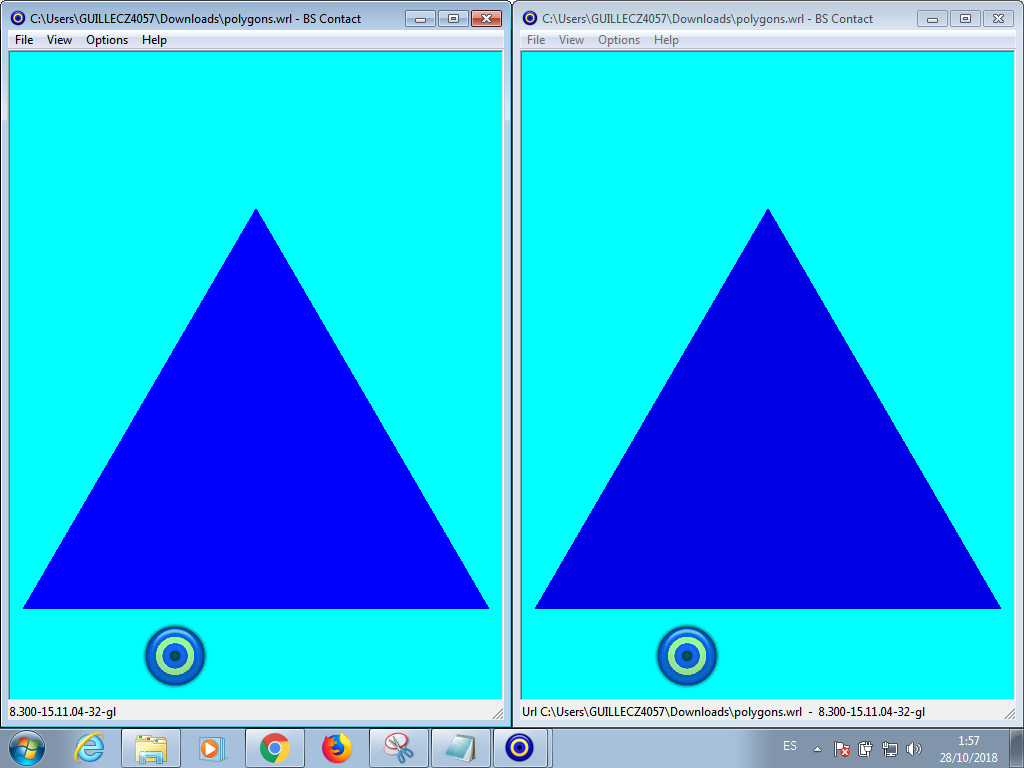 C:\Users\GUILLECZ4057\Downloads\polygons.wrl - BS Contact
File View Options Help
8.300-15.11.04-32-gl
C:\Users\GUILLECZ4057\Downloads\polygons.wrl - BS Contact
File View Options Help
Url C:\Users\GUILLECZ4057\Downloads\polygons.wrl - 8.300-15.11.04-32-gl
ES
1:57
28/10/2018